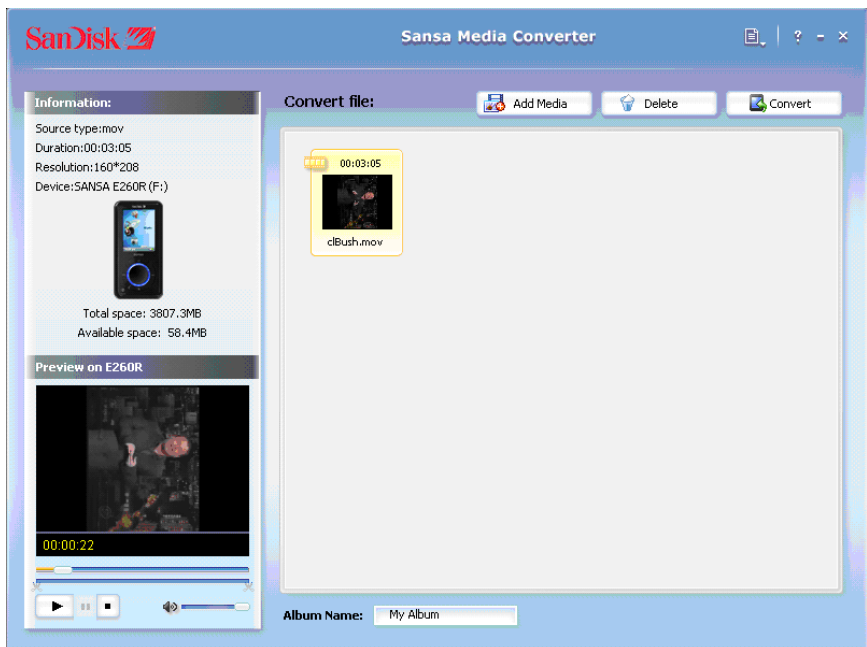 SanDisk
Sansa Media Converter
?
Information:
Source type:mov
Duration:00:03:05
Resolution:160*208
Device:SANSA E260R (F:)
Total space: 3807.3MB
Available space: 58.4MB
Preview on E260R
00:00:22
Convert file:
Add Media
Delete
Convert
00:03:05
clBush.mov
Album Name:
My Album